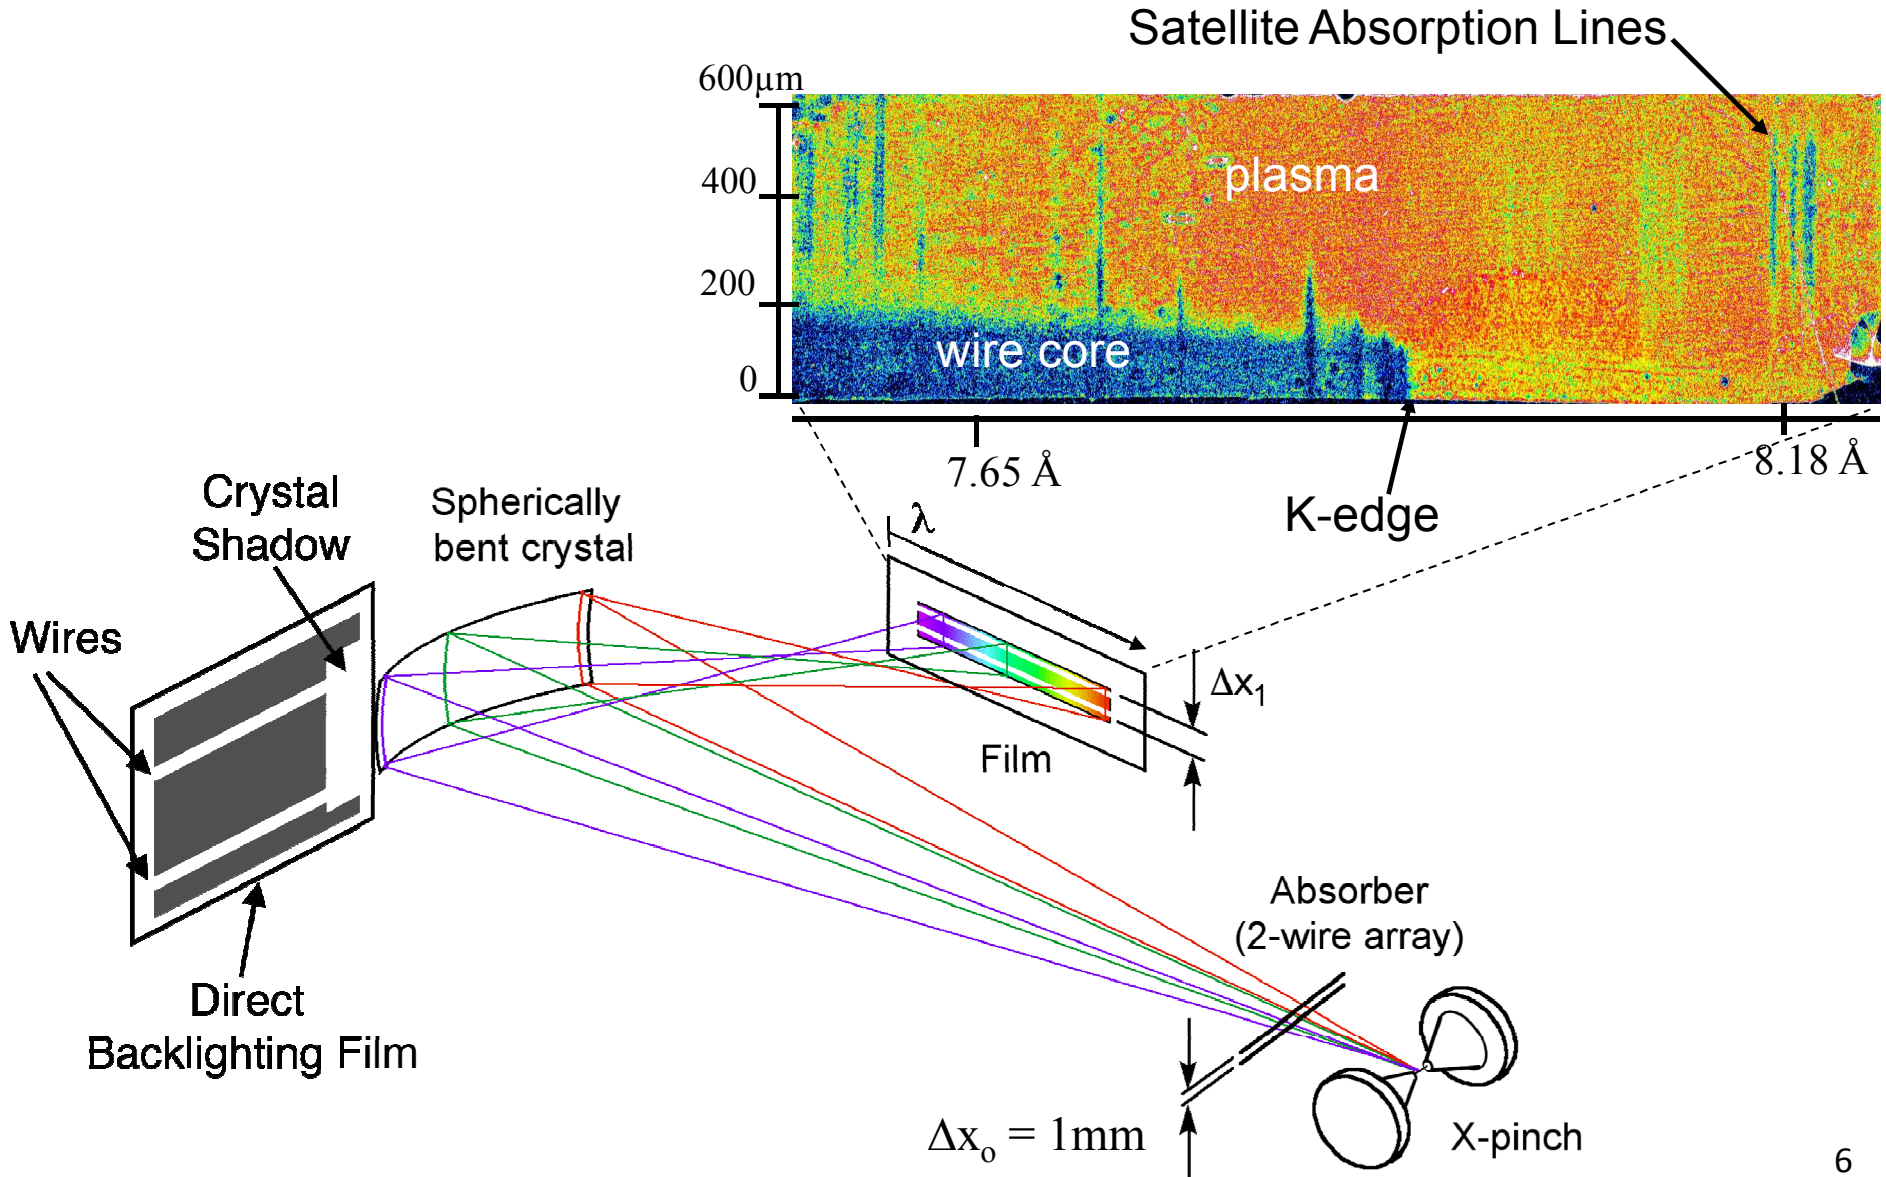 Satellite Absorption Lines
600µm
400
200
0
plasma
wire core
7.65 Å
8.18 Å
K-edge
Crystal
Shadow
Spherically
bent crystal
λ
Wires
Δx1
Film
Absorber
(2-wire array)
Direct
Backlighting Film
Δxo = 1mm
X-pinch
6